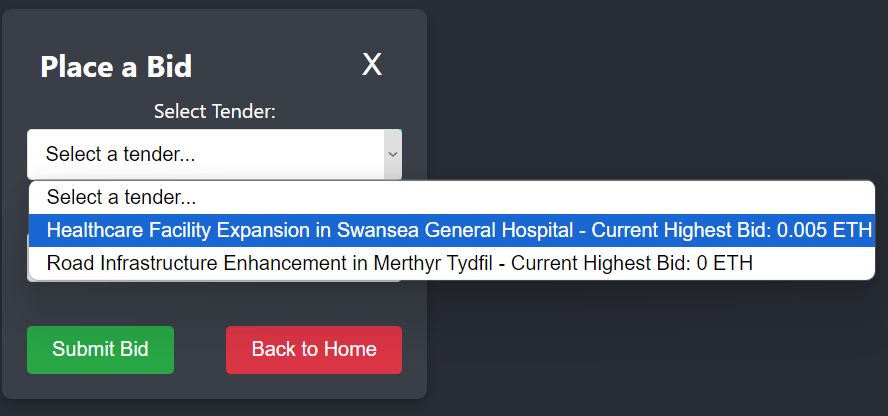 Place a Bid
X
Select Tender:
Select a tender...
Select a tender...
Healthcare Facility Expansion in Swansea General Hospital - Current Highest Bid: 0.005 ETH
Road Infrastructure Enhancement in Merthyr Tydfil - Current Highest Bid: 0 ETH
Submit Bid
Back to Home